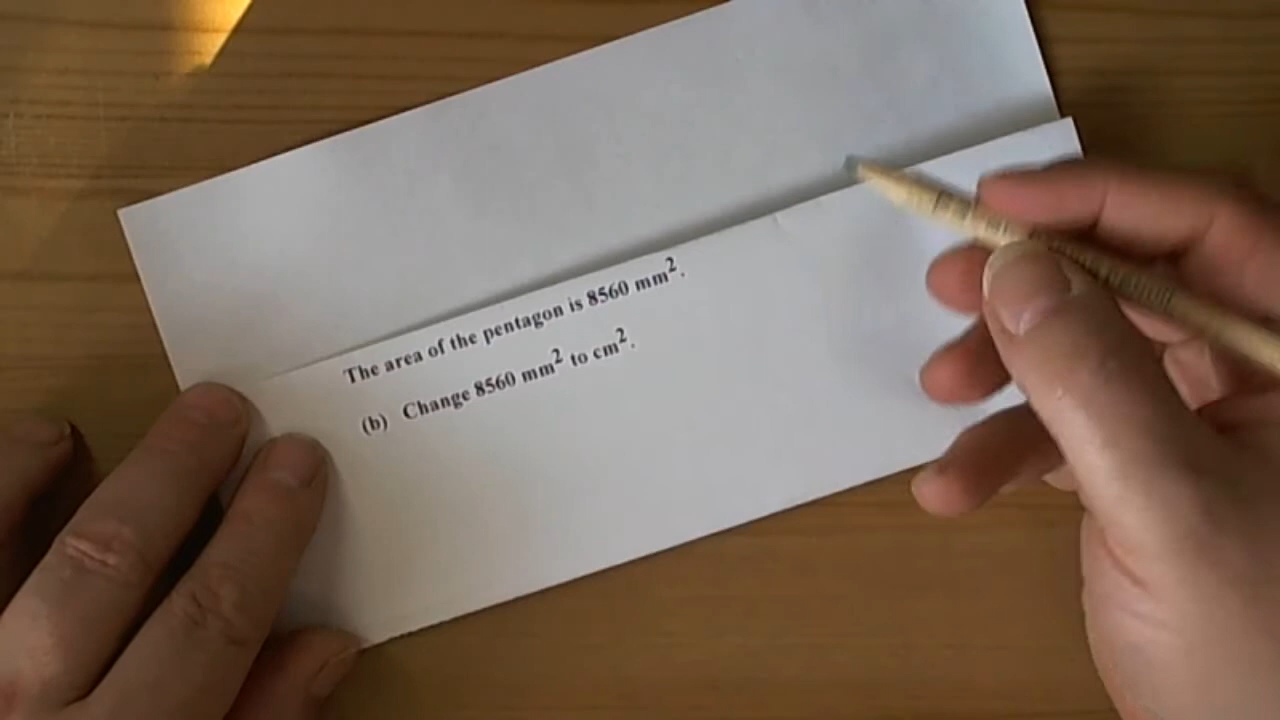 The area of the pentagon is 8560 mm².
(b) Change 8560 mm² to cm².